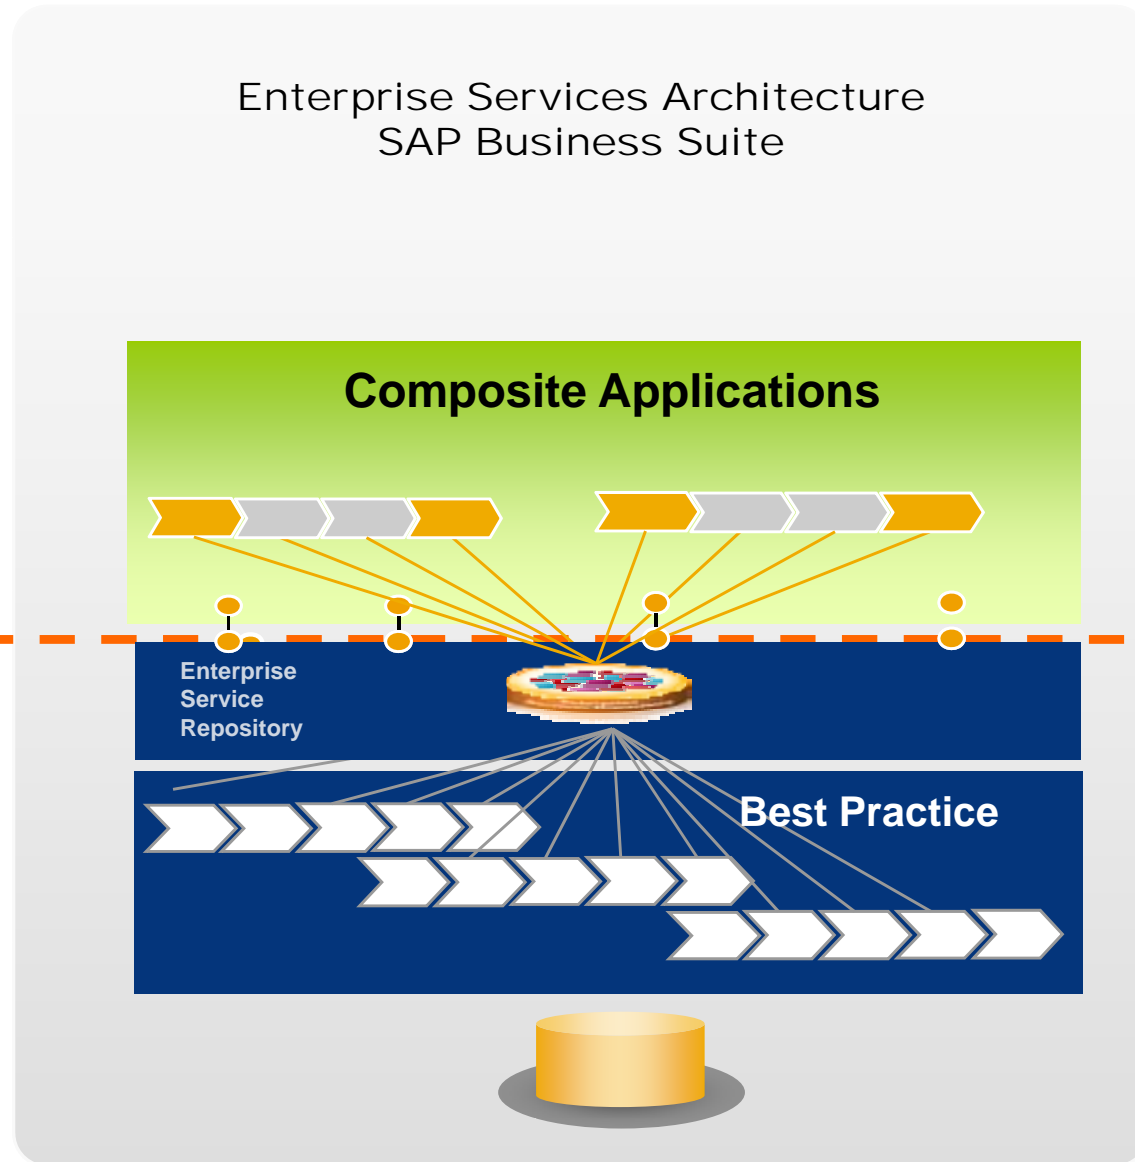 Enterprise Services Architecture
SAP Business Suite
Composite Applications
Enterprise
Service
Repository
Best Practice